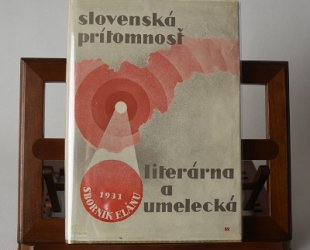 slovenská
prítomnosť
1931
SBORNÍK ELÁNU
literárna
a
umelecká